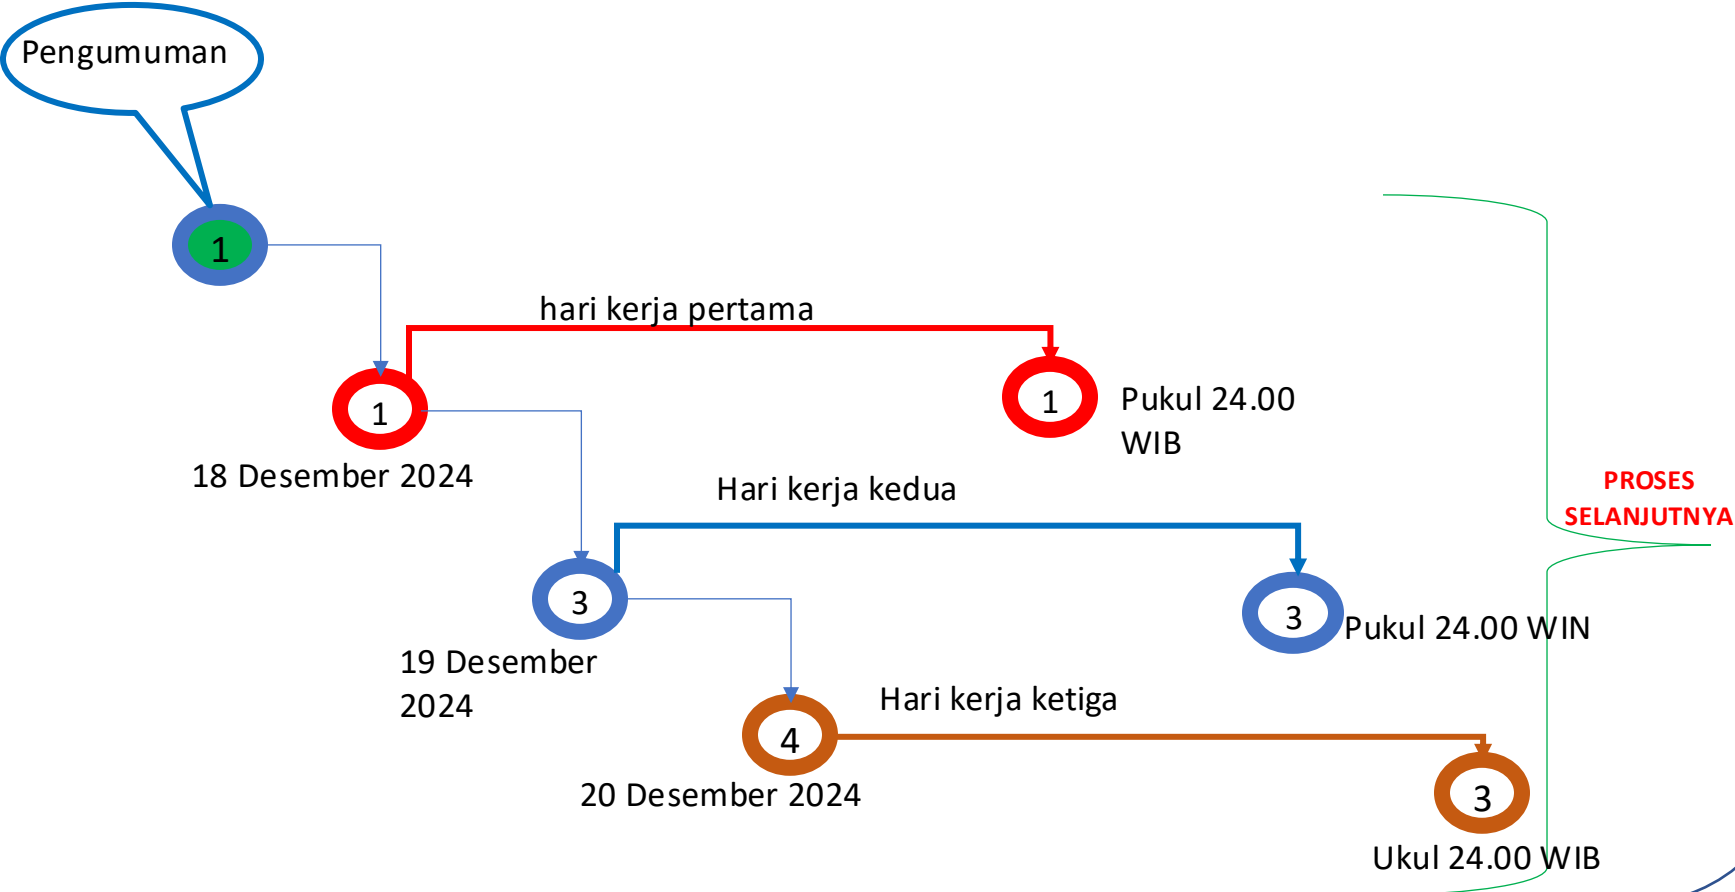 Pengumuman
1
hari kerja pertama
1
1
Pukul 24.00
WIB
18 Desember 2024
Hari kerja kedua
PROSES
SELANJUTNYA
3
3
Pukul 24.00 WIN
19 Desember
2024
Hari kerja ketiga
4
20 Desember 2024
3
Ukul 24.00 WIB